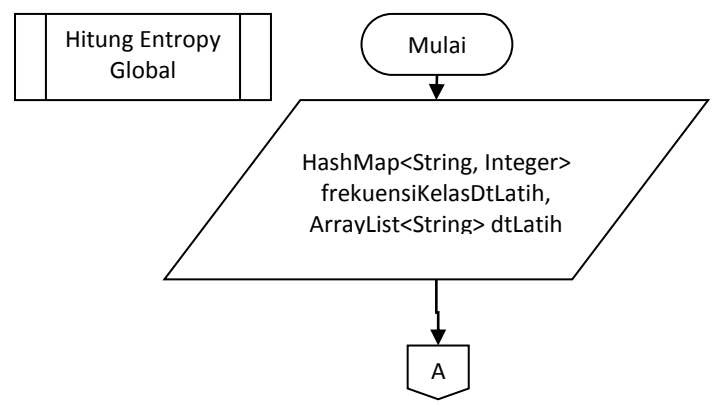 Hitung Entropy
Global
Mulai
HashMap<String, Integer>
frekuensiKelasDtLatih,
ArrayList<String> dtLatih
A